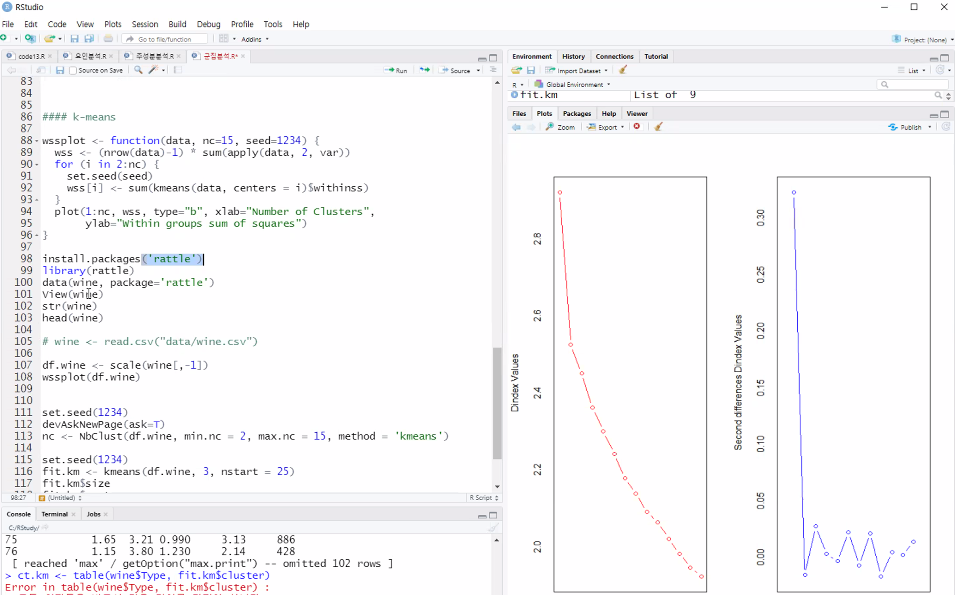 RStudio
File Edit Code View Plots Session Build Debug Profile Tools Help
Go to file/function Addins Project: (None)
code13.R 요인분석.R 주성분분석.R 군집분석.R*
Source on Save Run Source
83
84
85
86 #### k-means
87
88 wssplot <- function(data, nc=15, seed=1234) {
89 wss <- (nrow(data)-1) * sum(apply(data, 2, var))
90 for (i in 2:nc) {
91 set.seed(seed)
92 wss[i] <- sum(kmeans(data, centers = i)$withinss)
93 }
94 plot(1:nc, wss, type="b", xlab="Number of Clusters",
95 ylab="Within groups sum of squares")
96 }
97
98 install.packages('rattle')
99 library(rattle)
100 data(wine, package='rattle')
101 View(wine)
102 str(wine)
103 head(wine)
104
105 # wine <- read.csv("data/wine.csv")
106
107 df.wine <- scale(wine[,-1])
108 wssplot(df.wine)
109
110
111 set.seed(1234)
112 devAskNewPage(ask=T)
113 nc <- NbClust(df.wine, min.nc = 2, max.nc = 15, method = 'kmeans')
114
115 set.seed(1234)
116 fit.km <- kmeans(df.wine, 3, nstart = 25)
117 fit.km$size
98:27 (Untitled) R Script
Console Terminal Jobs
C:/RStudy/
75 1.65 3.21 0.990 3.13 886
76 1.15 3.80 1.230 2.14 428
[ reached 'max' / getOption("max.print") -- omitted 102 rows ]
> ct.km <- table(wine$Type, fit.km$cluster)
Error in table(wine$Type, fit.km$cluster) :
Environment History Connections Tutorial
Import Dataset List
R Global Environment
fit.km List of 9
Files Plots Packages Help Viewer
Zoom Export Publish
Dindex Values
2.8
2.6
2.4
2.2
2.0
Second differences Dindex Values
0.30
0.25
0.20
0.15
0.10
0.05
0.00